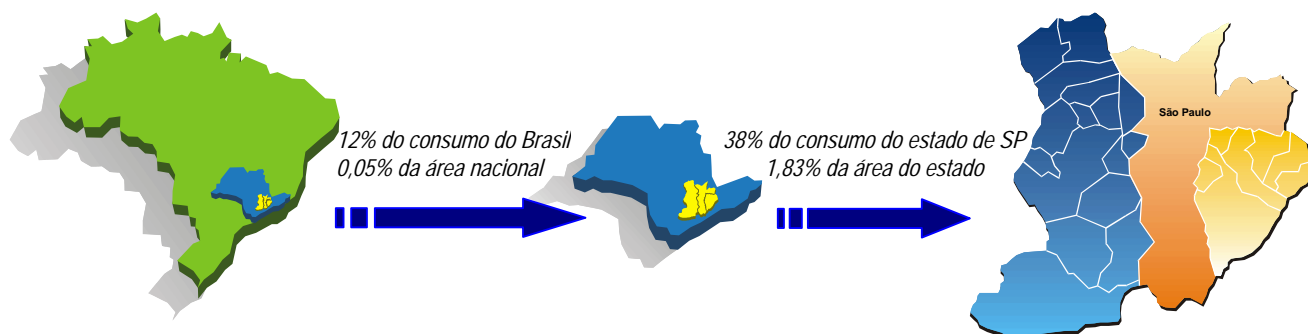 12% do consumo do Brasil
0,05% da área nacional
38% do consumo do estado de SP
1,83% da área do estado
São Paulo